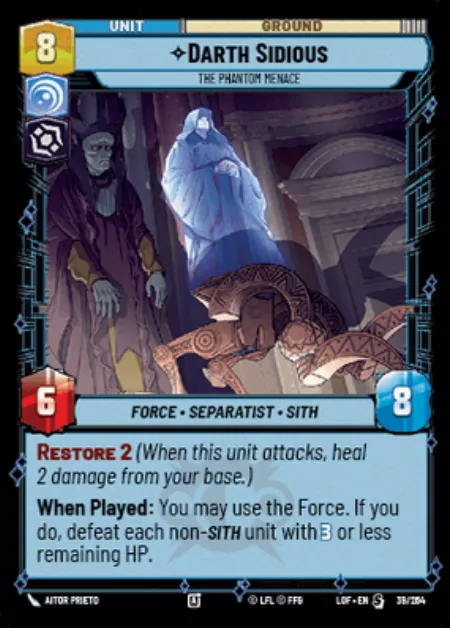 UNIT
GROUND
8
DARTH SIDIOUS
THE PHANTOM MENACE
6
8
FORCE • SEPARATIST • SITH
RESTORE 2 (When this unit attacks, heal
2 damage from your base.)
When Played: You may use the Force. If you
do, defeat each non-SITH unit with 3 or less
remaining HP.
AITOR PRIETO
© LFL © FFG
LOF • EN
39/264